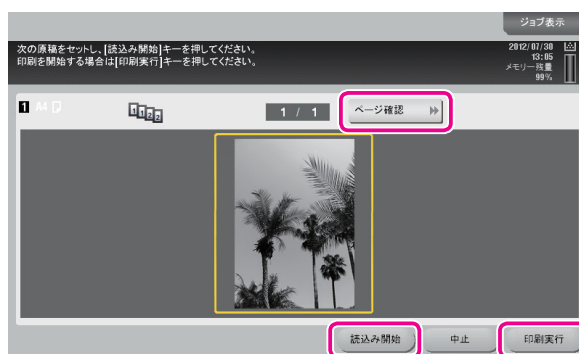 ジョブ表示
次の原稿をセットし、[読込み開始]キーを押してください。
印刷を開始する場合は[印刷実行]キーを押してください。
2012/07/30
13:05
メモリー残量
99%
1 A4
1 1 2 2
1 / 1
ページ確認
読込み開始
中止
印刷実行